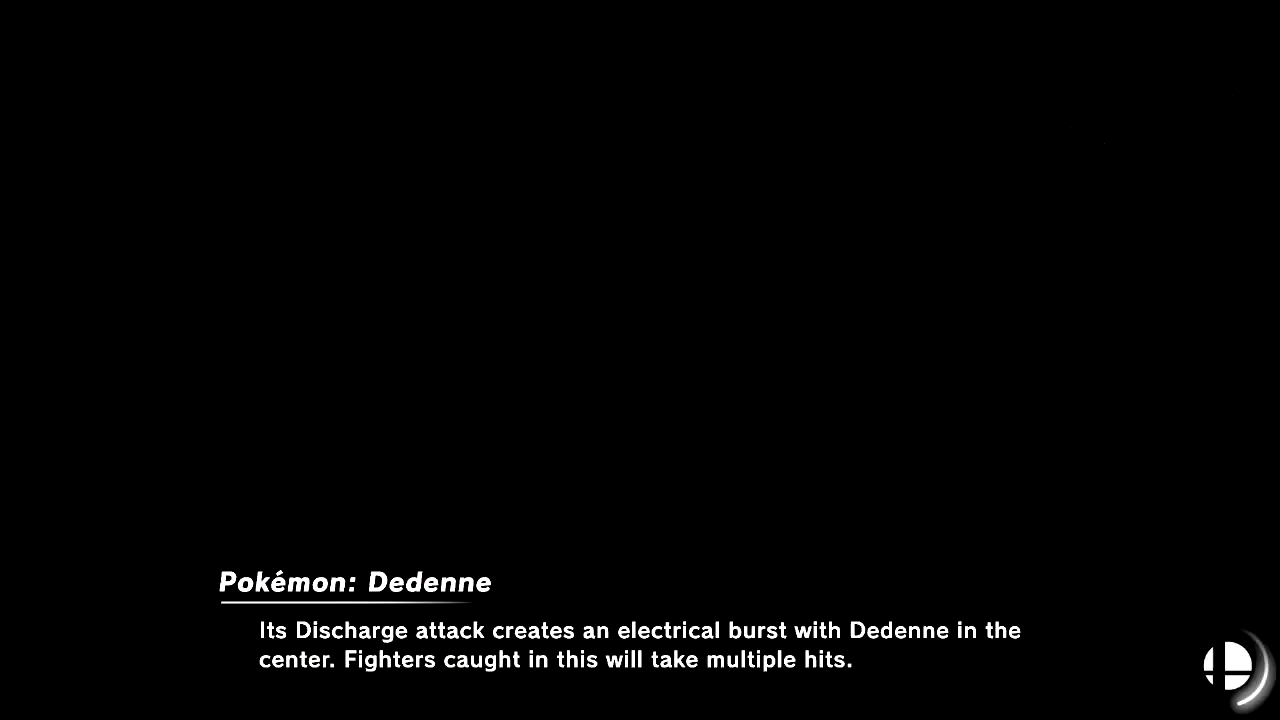 Pokémon: Dedenne
Its Discharge attack creates an electrical burst with Dedenne in the
center. Fighters caught in this will take multiple hits.